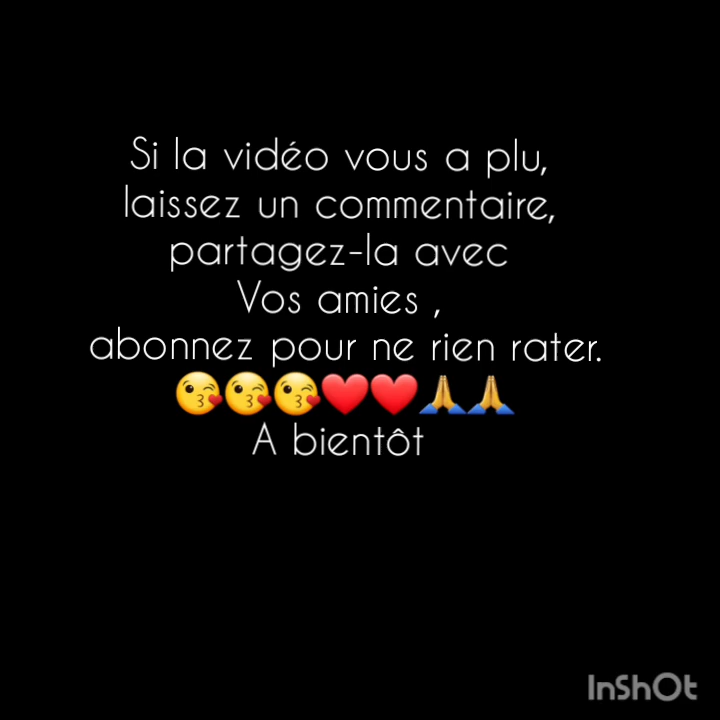 Si la vidéo vous a plu,
laissez un commentaire,
partagez-la avec
Vos amies ,
abonnez pour ne rien rater.
😘😘😘❤️❤️🙏🙏
A bientôt
InShOt